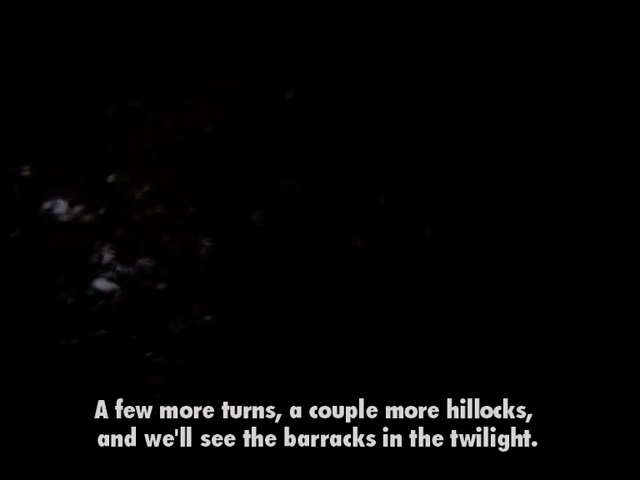 A few more turns, a couple more hillocks,
and we'll see the barracks in the twilight.